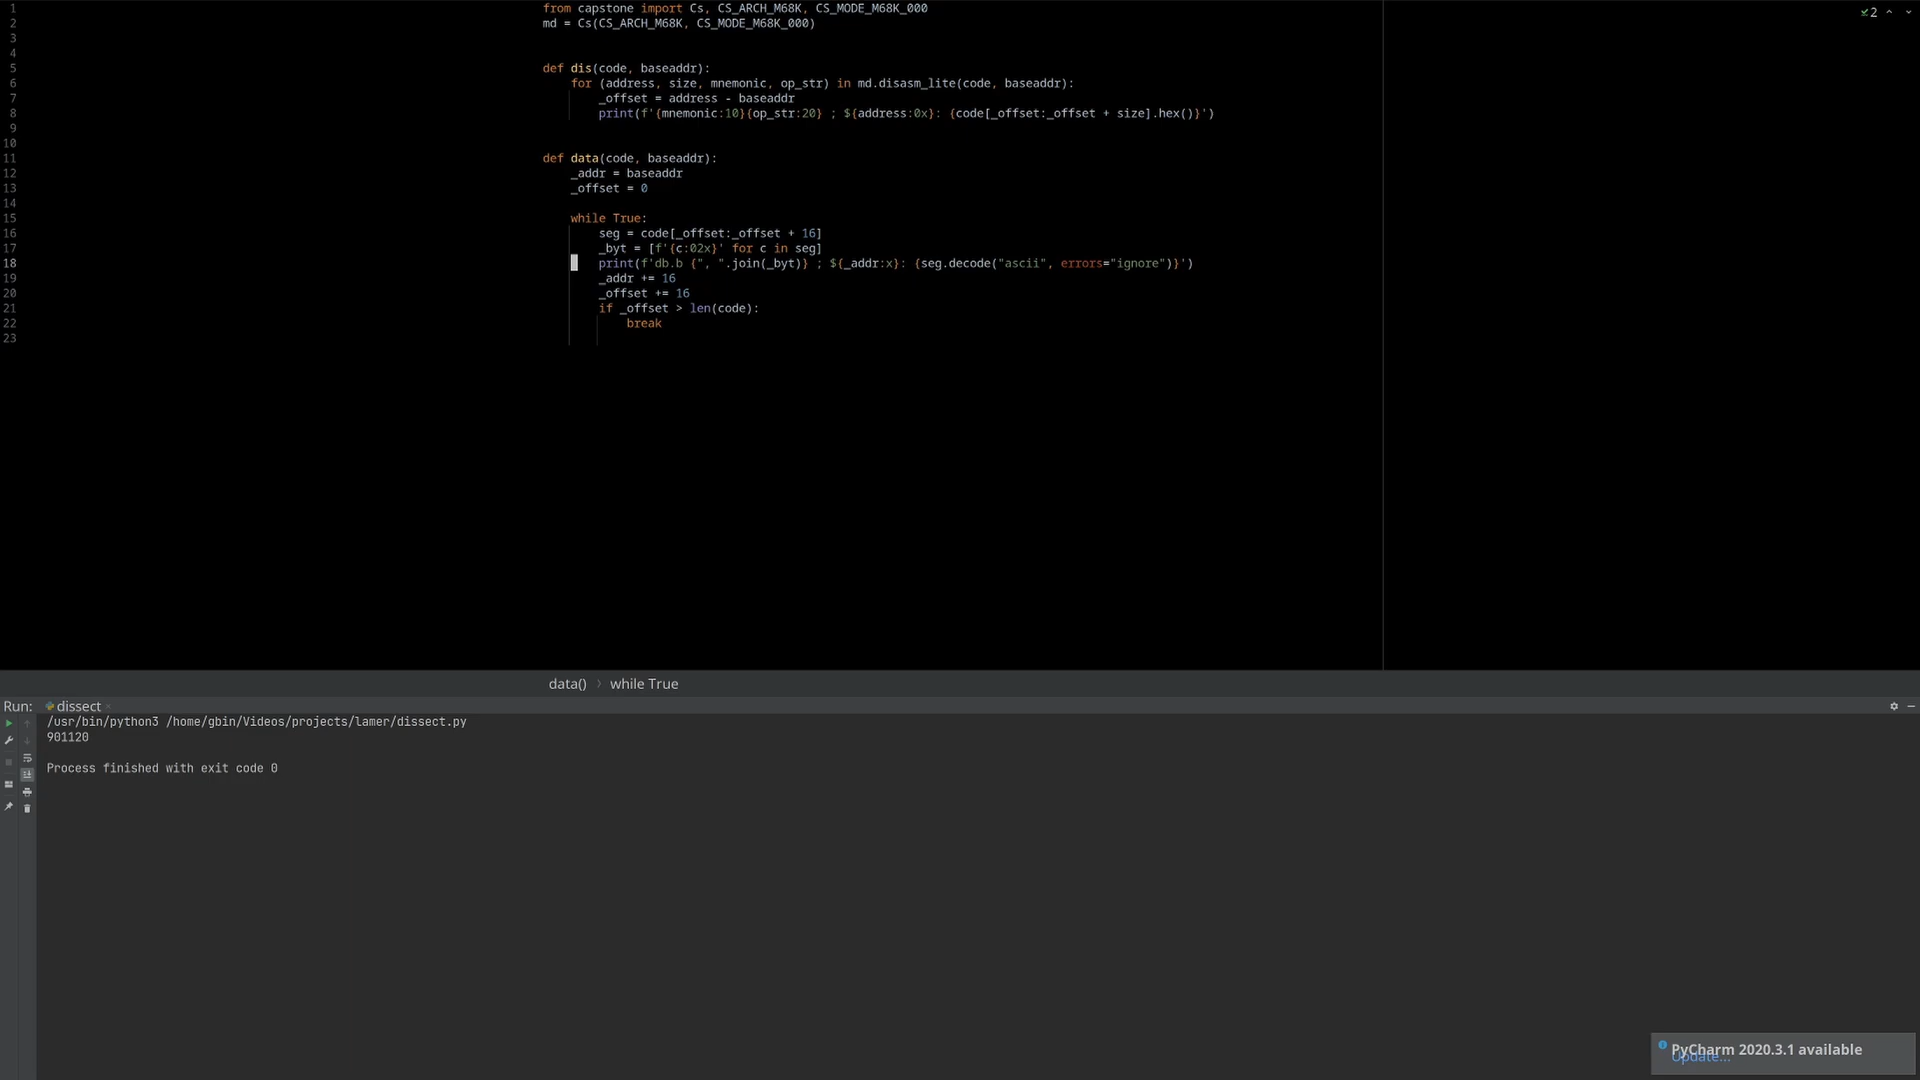 1 from capstone import Cs, CS_ARCH_M68K, CS_MODE_M68K_000
2 md = Cs(CS_ARCH_M68K, CS_MODE_M68K_000)
3
4
5 def dis(code, baseaddr):
6     for (address, size, mnemonic, op_str) in md.disasm_lite(code, baseaddr):
7         _offset = address - baseaddr
8         print(f'{mnemonic:10}{op_str:20} ; ${address:0x}: {code[_offset:_offset + size].hex()}')
9
10
11 def data(code, baseaddr):
12     _addr = baseaddr
13     _offset = 0
14
15     while True:
16         seg = code[_offset:_offset + 16]
17         _byt = [f'{c:02x}' for c in seg]
18         print(f'db.b {", ".join(_byt)} ; ${_addr:x}: {seg.decode("ascii", errors="ignore")}')
19         _addr += 16
20         _offset += 16
21         if _offset > len(code):
22             break
23
2
data() › while True
Run: dissect ×
/usr/bin/python3 /home/gbin/Videos/projects/lamer/dissect.py
901120
Process finished with exit code 0
PyCharm 2020.3.1 available
Update...